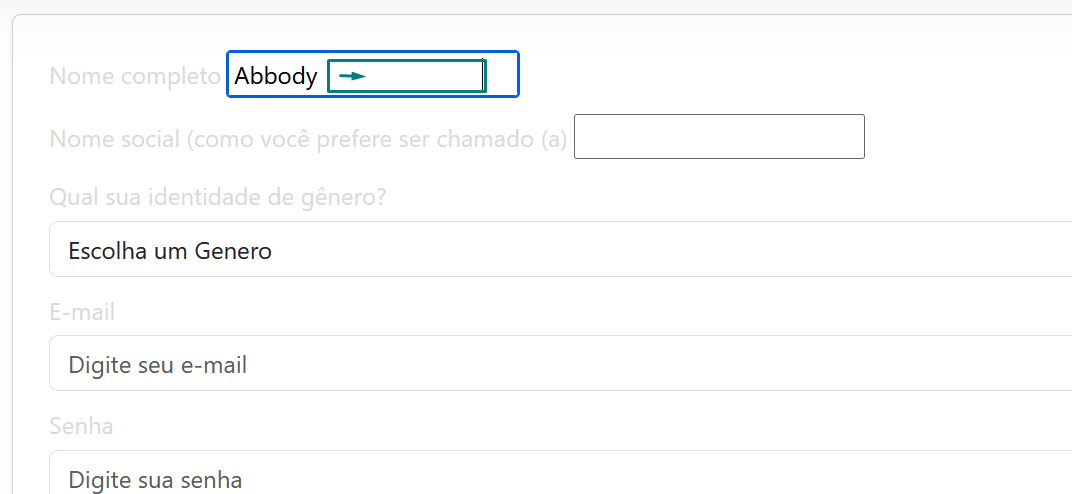 Nome completo Abbody
Nome social (como você prefere ser chamado (a)
Qual sua identidade de gênero?
Escolha um Genero
E-mail
Digite seu e-mail
Senha
Digite sua senha